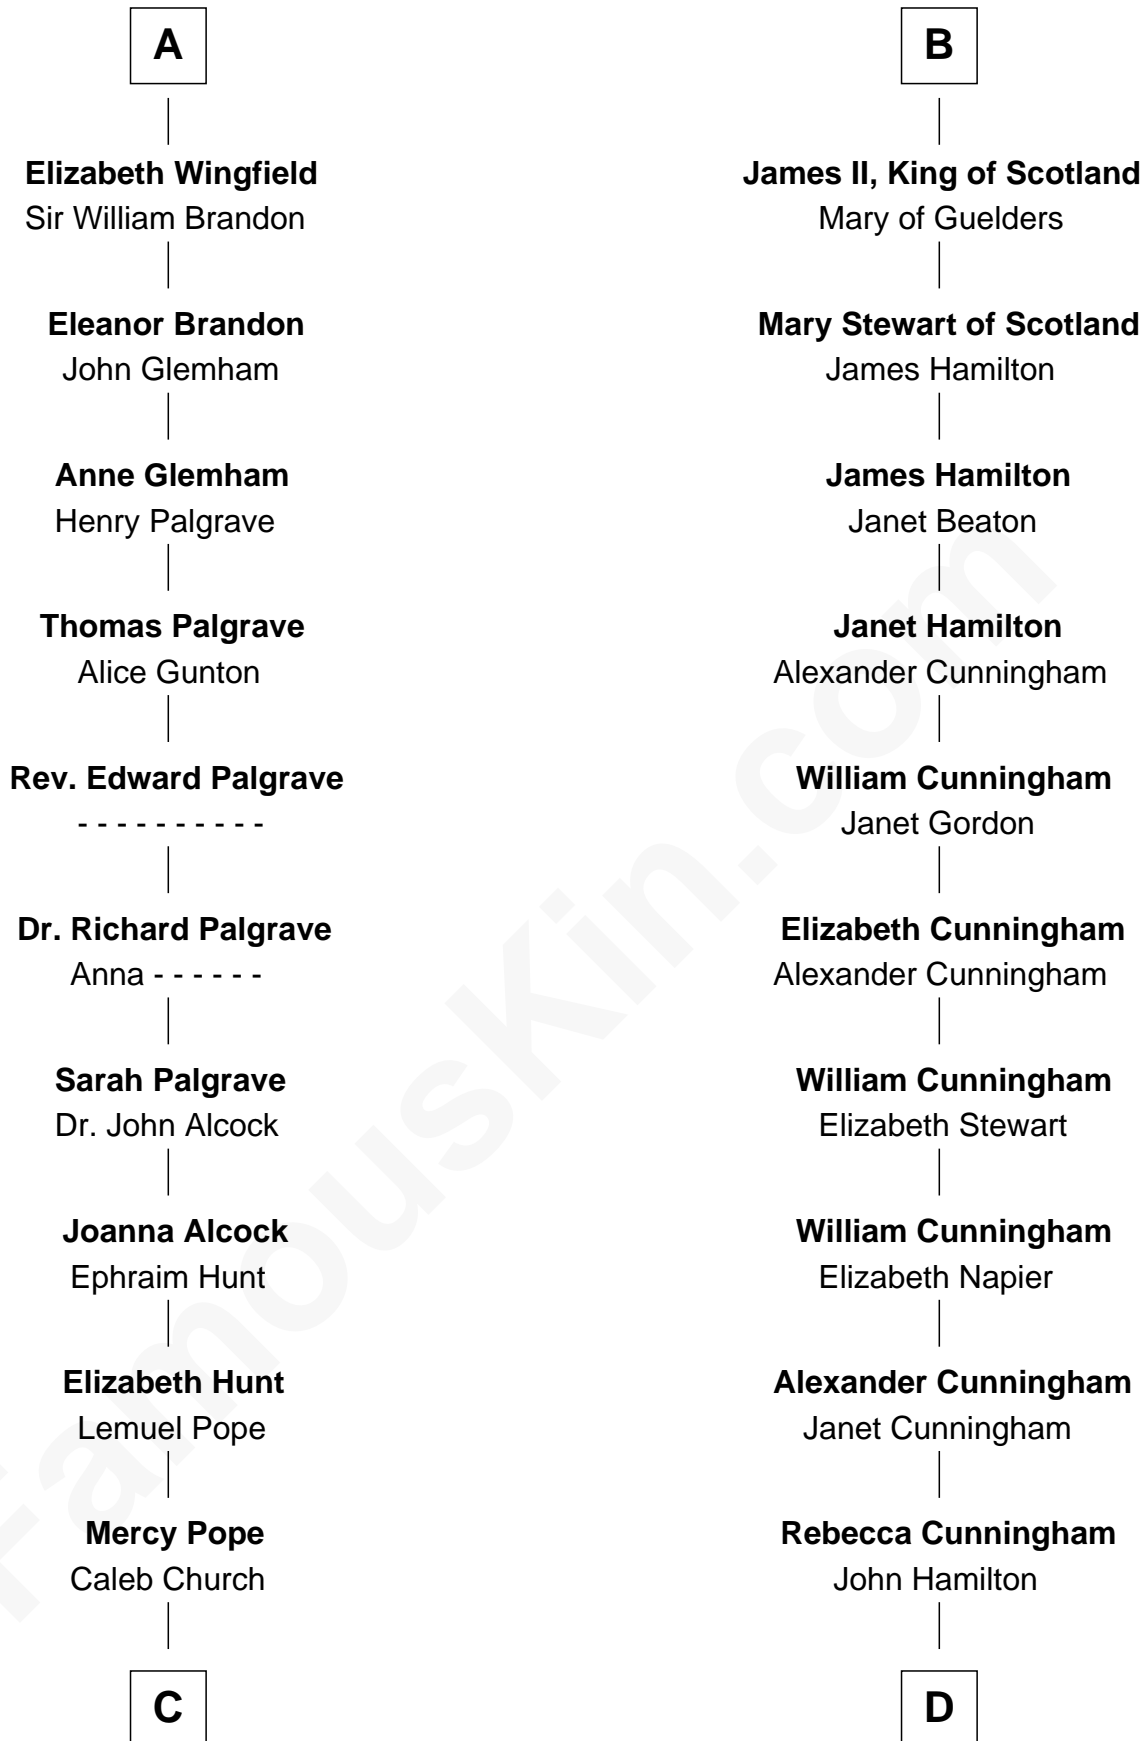 A
Elizabeth Wingfield
Sir William Brandon
Eleanor Brandon
John Glemham
Anne Glemham
Henry Palgrave
Thomas Palgrave
Alice Gunton
Rev. Edward Palgrave
- - - - - - - - - -
Dr. Richard Palgrave
Anna - - - - - -
Sarah Palgrave
Dr. John Alcock
Joanna Alcock
Ephraim Hunt
Elizabeth Hunt
Lemuel Pope
Mercy Pope
Caleb Church
C
B
James II, King of Scotland
Mary of Guelders
Mary Stewart of Scotland
James Hamilton
James Hamilton
Janet Beaton
Janet Hamilton
Alexander Cunningham
William Cunningham
Janet Gordon
Elizabeth Cunningham
Alexander Cunningham
William Cunningham
Elizabeth Stewart
William Cunningham
Elizabeth Napier
Alexander Cunningham
Janet Cunningham
Rebecca Cunningham
John Hamilton
D
FamousKin.com